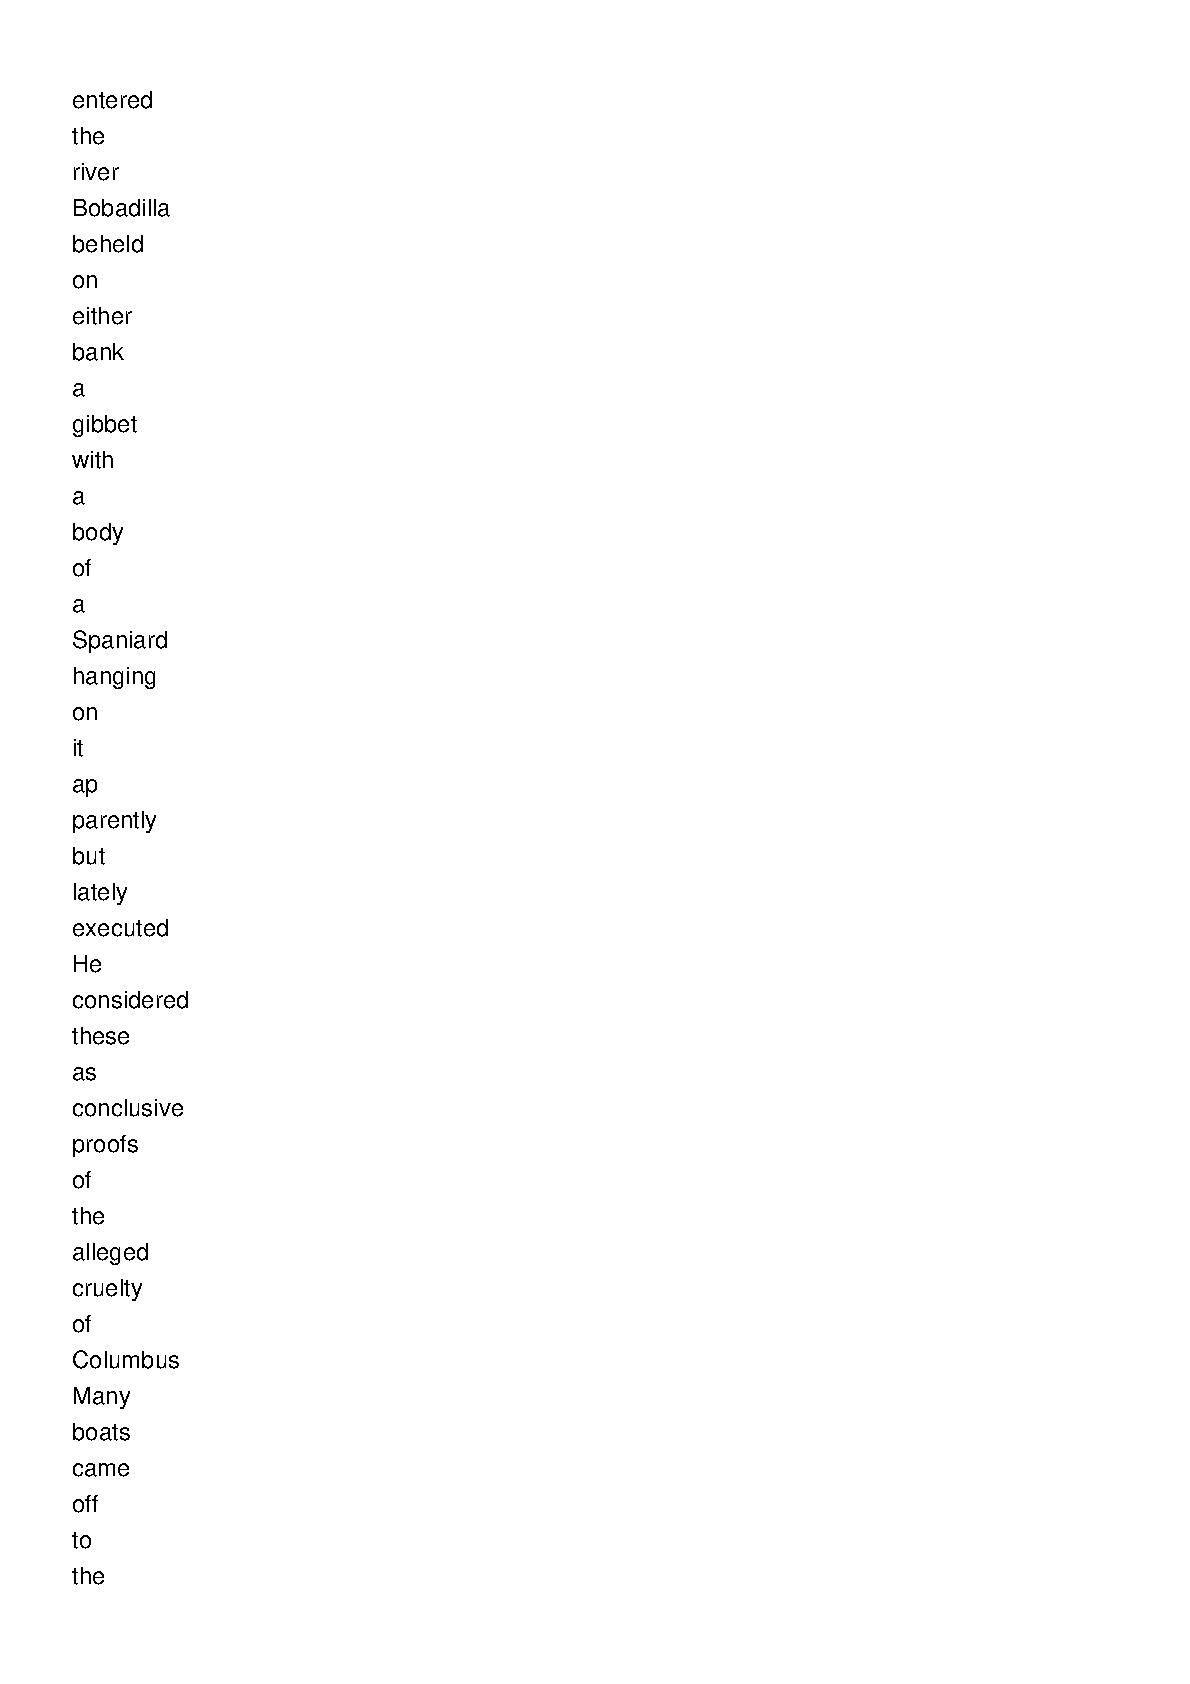 entered
the
river
Bobadilla
beheld
on
either
bank
a
gibbet
with
a
body
of
a
Spaniard
hanging
on
it
ap
parently
but
lately
executed
He
considered
these
as
conclusive
proofs
of
the
alleged
cruelty
of
Columbus
Many
boats
came
off
to
the